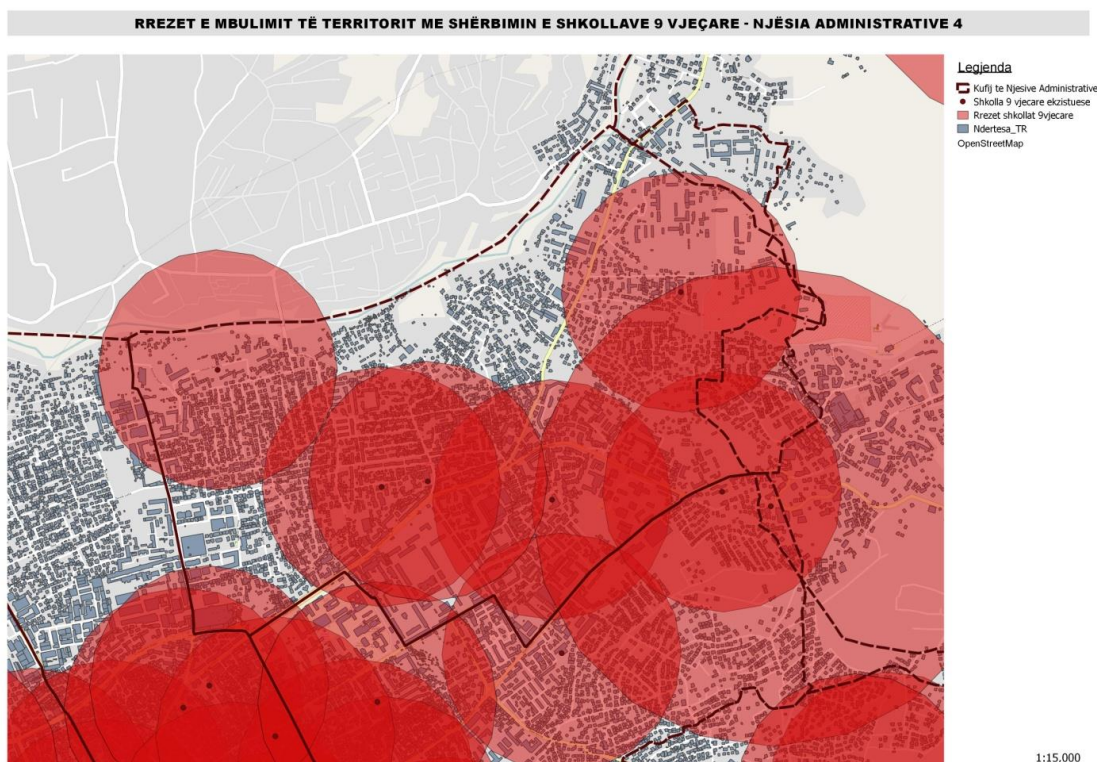 RREZET E MBULIMIT TË TERRITORIT ME SHËRBIMIN E SHKOLLAVE 9 VJEÇARE - NJËSIA ADMINISTRATIVE 4
Legjenda
Kufij te Njesive Administrative
Shkolla 9 vjecare ekzistuese
Rrezet shkollat 9vjecare
Ndertesa_TR
OpenStreetMap
1:15.000